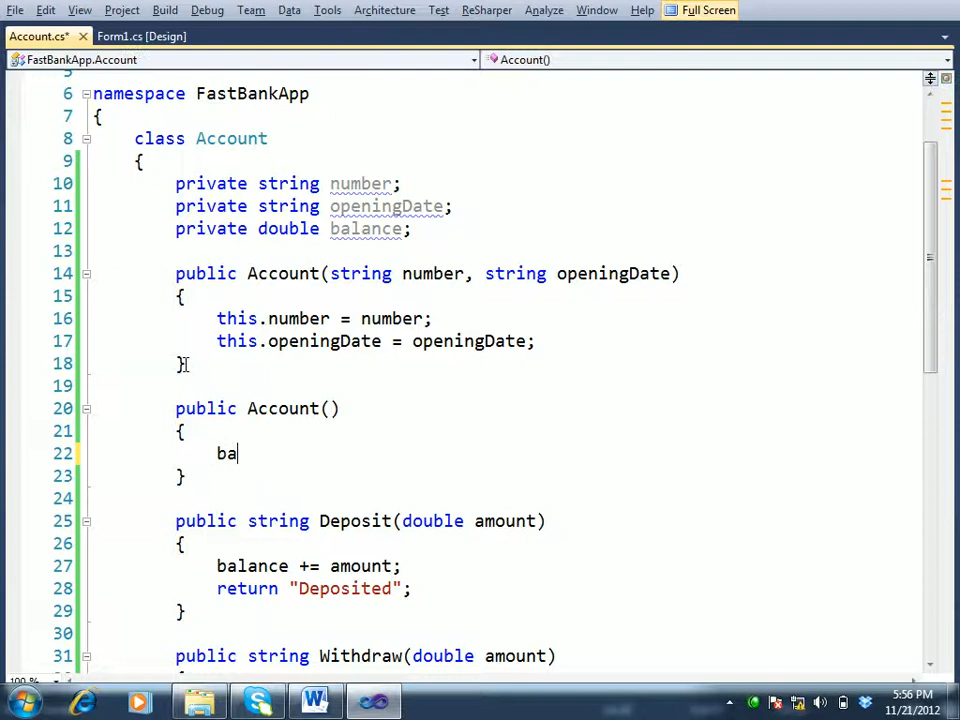 File Edit View Project Build Debug Team Data Tools Architecture Test ReSharper Analyze Window Help Full Screen
Account.cs* Form1.cs [Design]
FastBankApp.Account Account()
6 namespace FastBankApp
7 {
8 class Account
9 {
10 private string number;
11 private string openingDate;
12 private double balance;
13
14 public Account(string number, string openingDate)
15 {
16 this.number = number;
17 this.openingDate = openingDate;
18 }
19
20 public Account()
21 {
22 ba
23 }
24
25 public string Deposit(double amount)
26 {
27 balance += amount;
28 return "Deposited";
29 }
30
31 public string Withdraw(double amount)
100 %
5:56 PM
11/21/2012